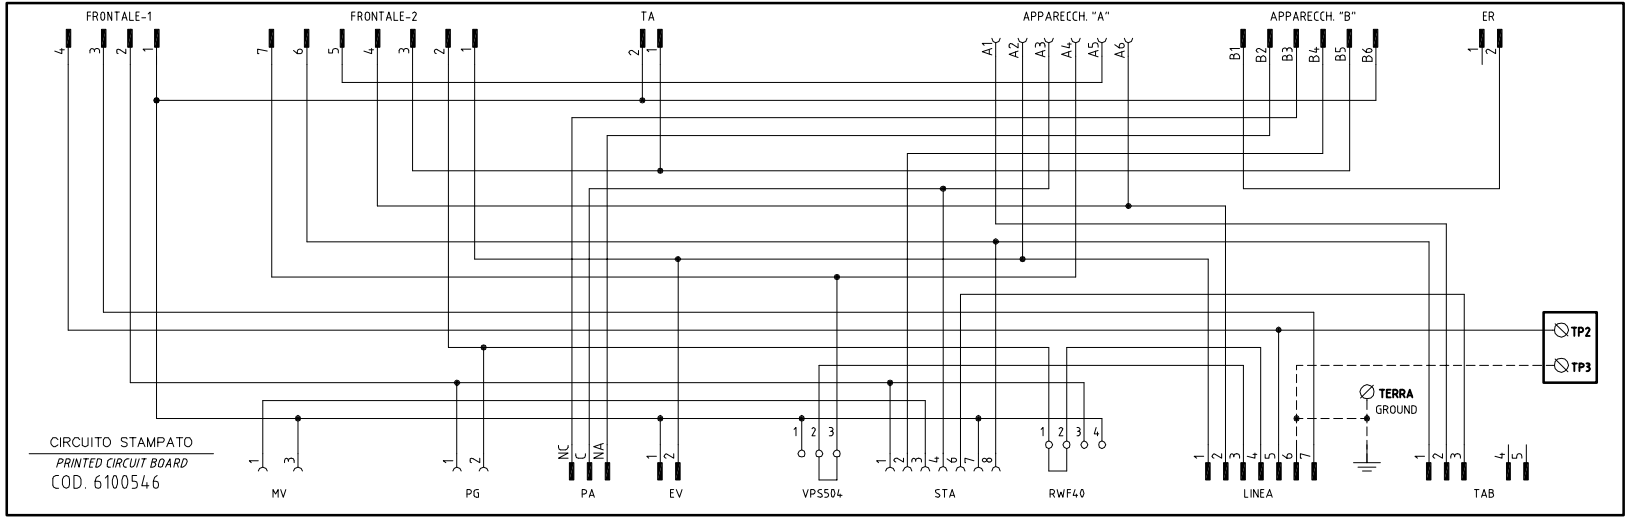 FRONTALE-1 FRONTALE-2 TA APPARECCH. "A" APPARECCH. "B" ER
4 3 2 1 7 6 5 4 3 2 1 2 1 A1 A2 A3 A4 A5 A6 B1 B2 B3 B4 B5 B6 1 2
TP2
TP3
TERRA
GROUND
CIRCUITO STAMPATO
PRINTED CIRCUIT BOARD
COD. 6100546
1 2 3 1 2 3 4
1 3 1 2 NC C NA 1 2 1 2 3 4 6 7 8 1 2 3 4 5 6 7 1 2 3 4 5
MV PG PA EV VPS504 STA RWF40 LINEA TAB